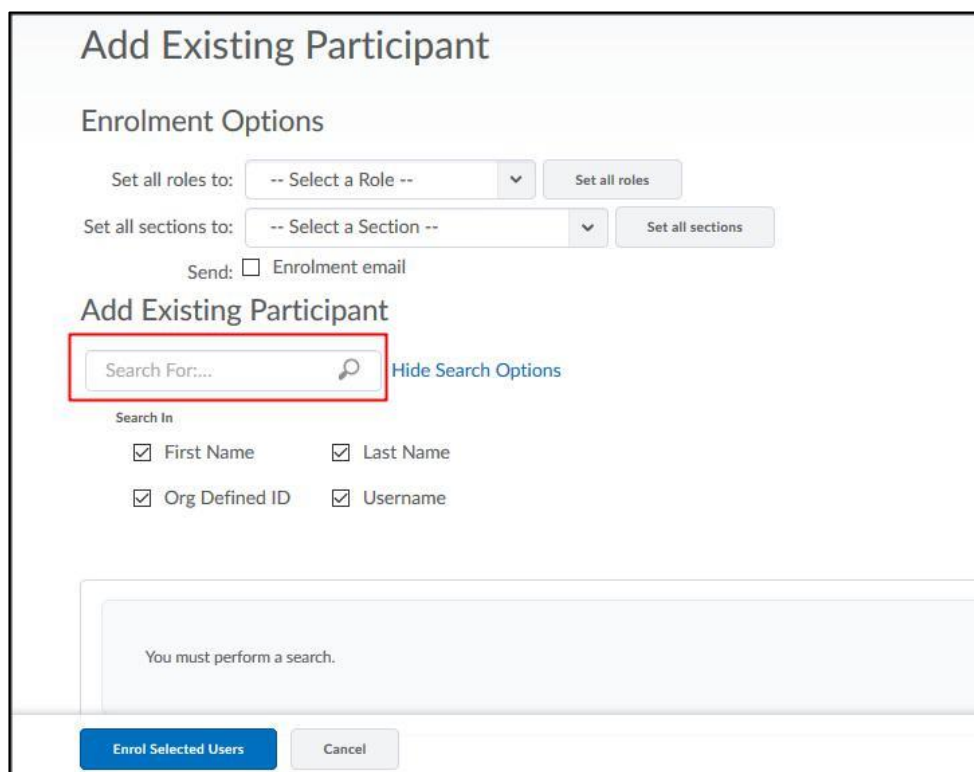 Add Existing Participant
Enrolment Options
Set all roles to: -- Select a Role -- Set all roles
Set all sections to: -- Select a Section -- Set all sections
Send: Enrolment email
Add Existing Participant
Search For:... Hide Search Options
Search In
First Name Last Name
Org Defined ID Username
You must perform a search.
Enrol Selected Users Cancel